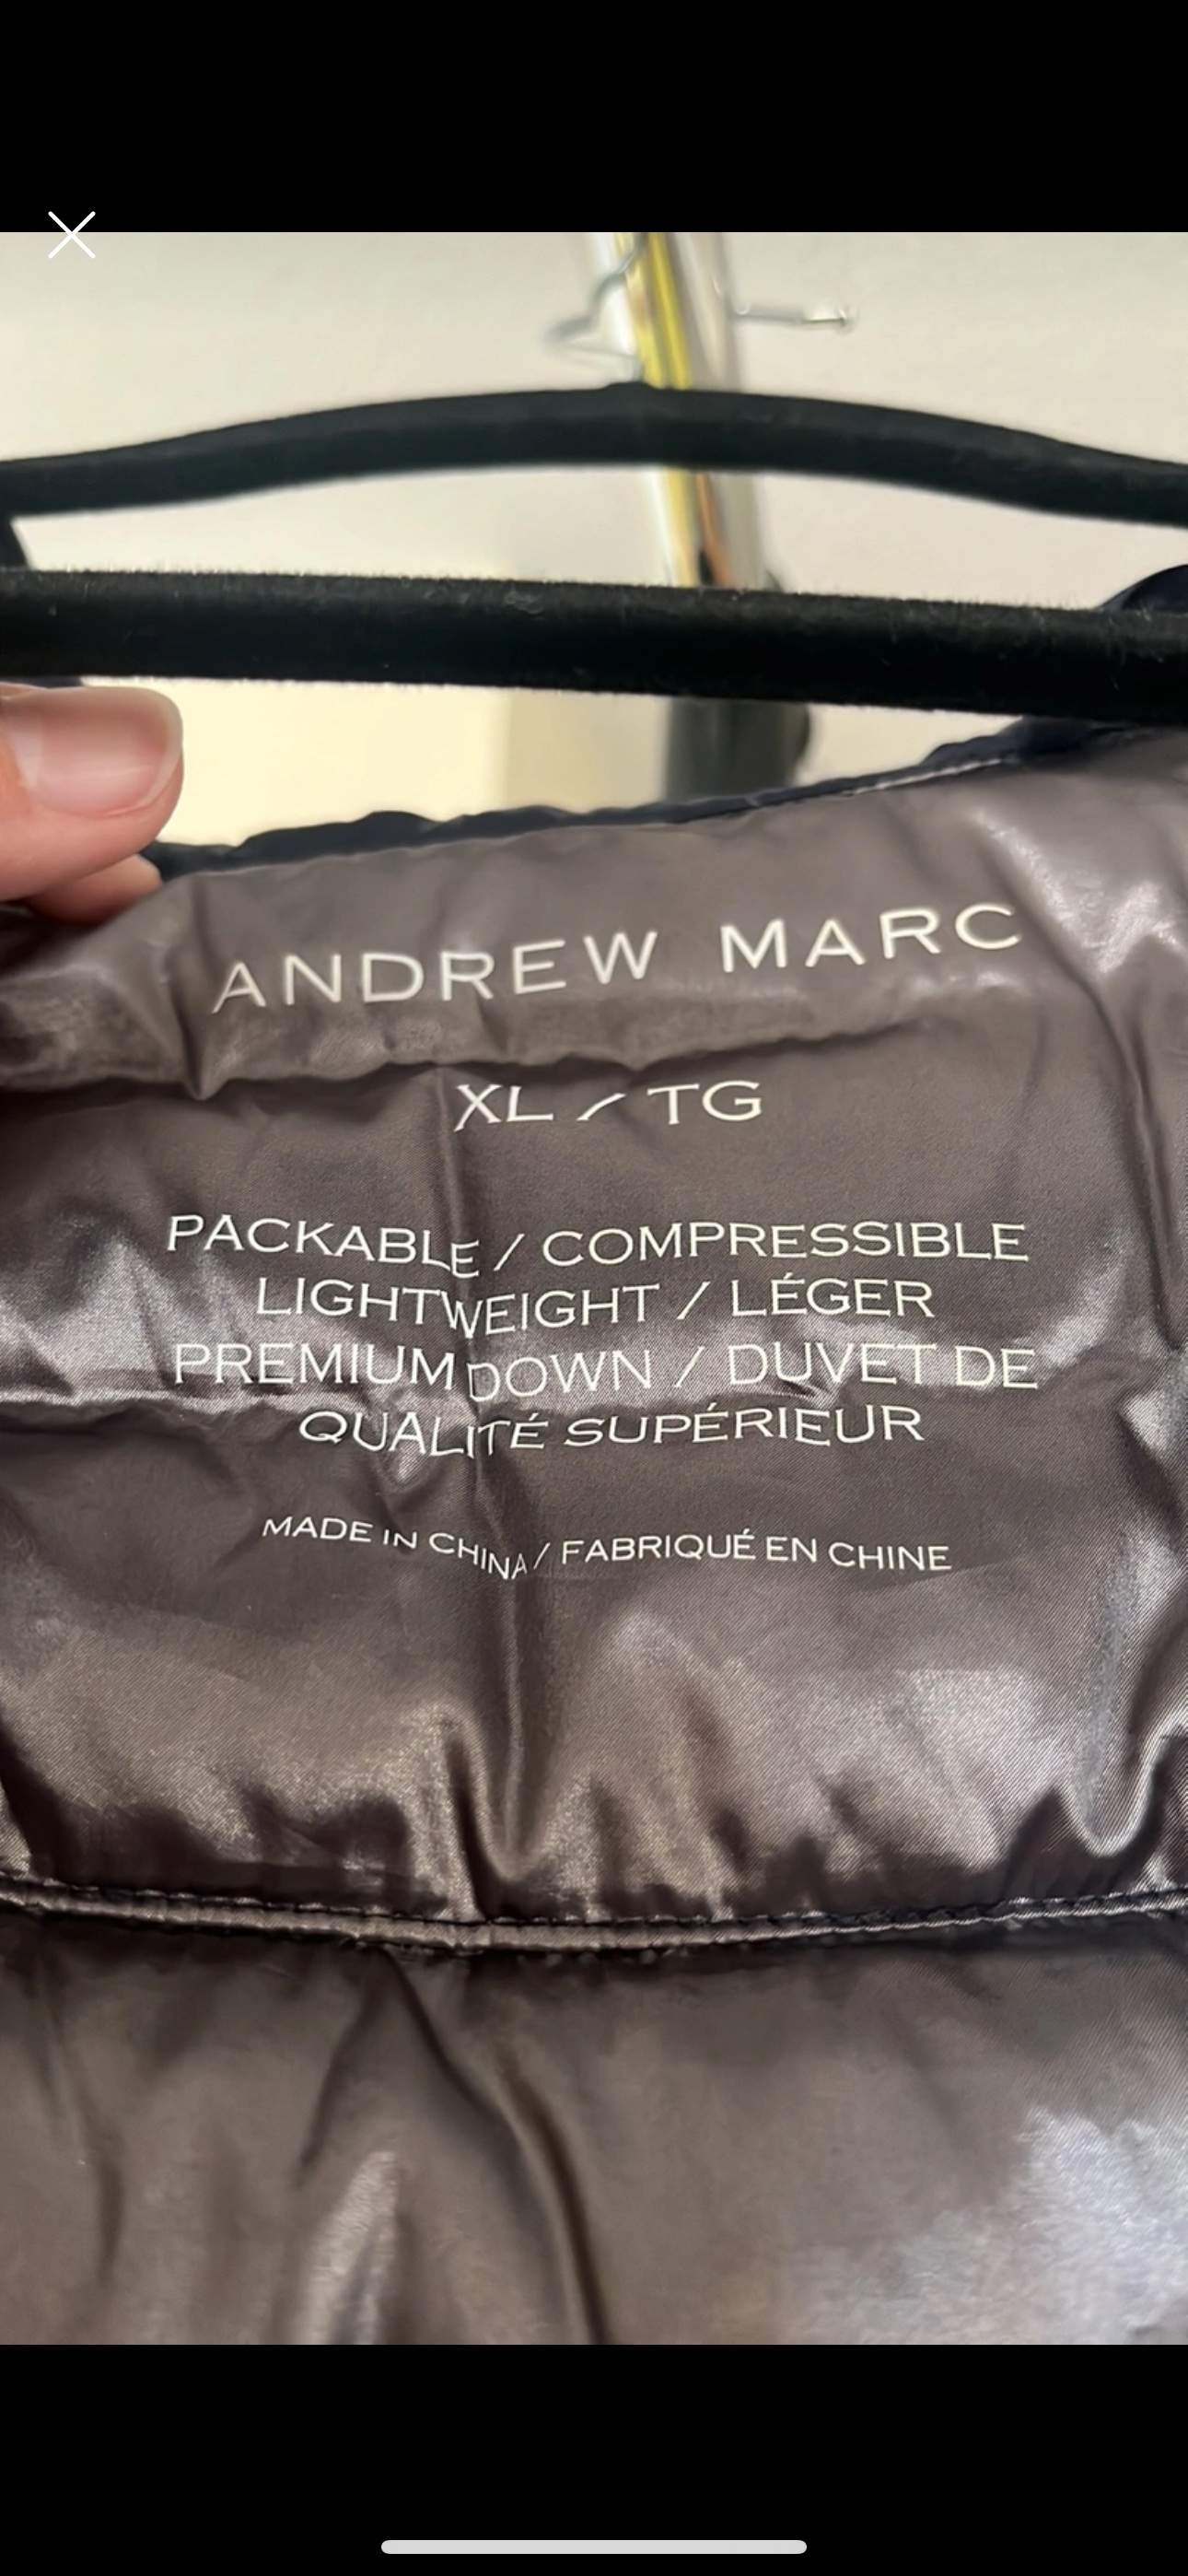 ANDREW MARC
XL / TG
PACKABLE / COMPRESSIBLE
LIGHTWEIGHT / LÉGER
PREMIUM DOWN / DUVET DE
QUALITÉ SUPÉRIEUR
MADE IN CHINA / FABRIQUÉ EN CHINE